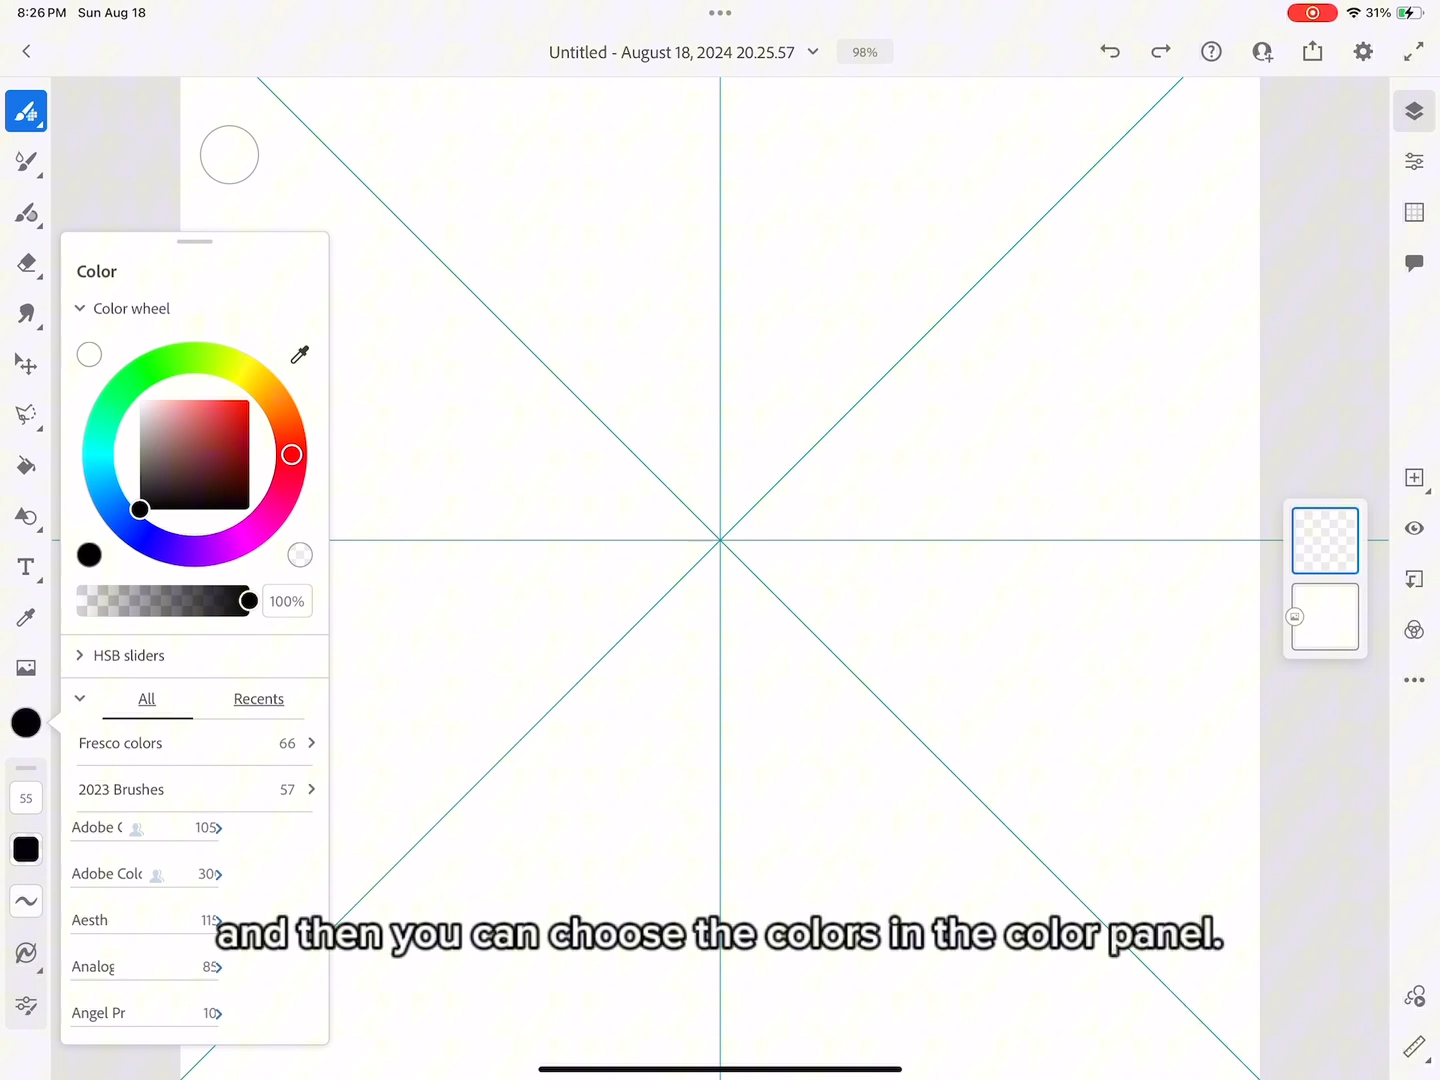 8:26 PM Sun Aug 18
31%
Untitled - August 18, 2024 20.25.57
98%
Color
Color wheel
100%
HSB sliders
All Recents
Fresco colors 66
2023 Brushes 57
Adobe C 105
Adobe Colo 30
Aesth 115
Analog 85
Angel Pr 10
T
55
and then you can choose the colors in the color panel.